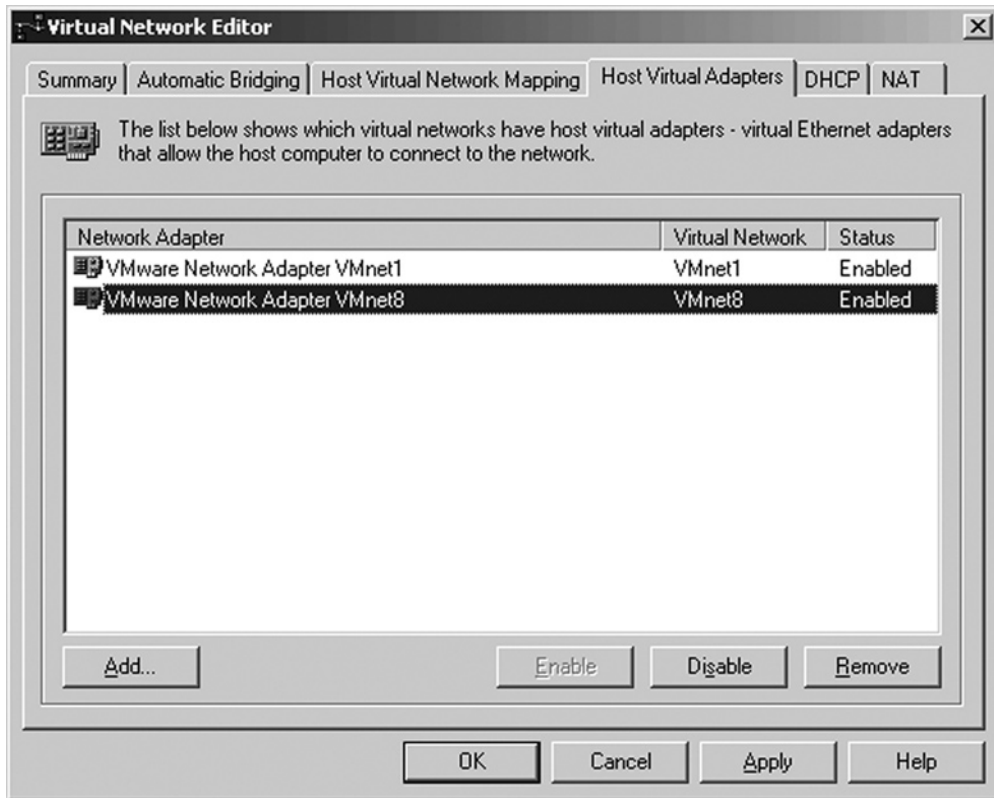 Virtual Network Editor
Summary Automatic Bridging Host Virtual Network Mapping Host Virtual Adapters DHCP NAT
The list below shows which virtual networks have host virtual adapters - virtual Ethernet adapters
that allow the host computer to connect to the network.
Network Adapter Virtual Network Status
VMware Network Adapter VMnet1 VMnet1 Enabled
VMware Network Adapter VMnet8 VMnet8 Enabled
Add... Enable Disable Remove
OK Cancel Apply Help